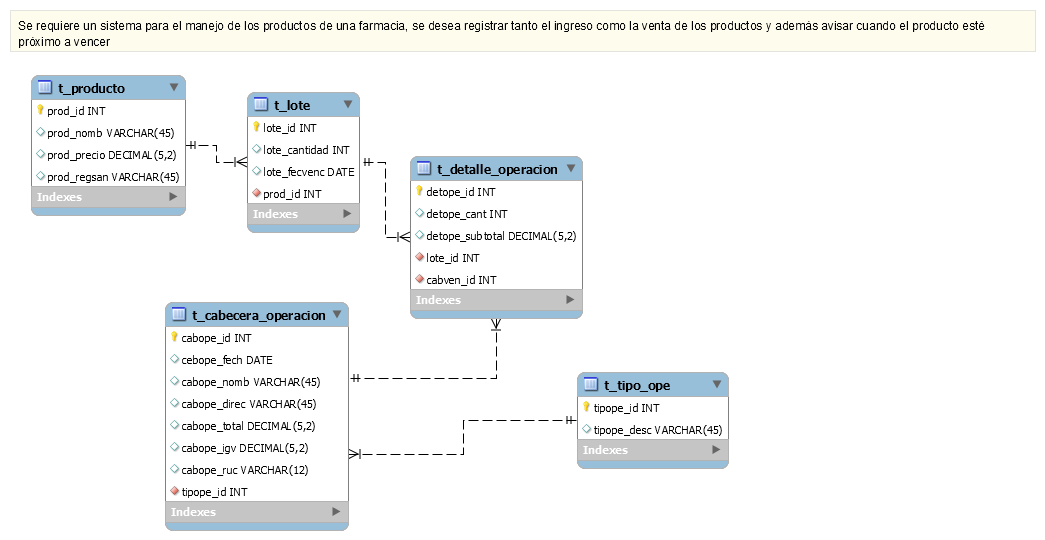 Se requiere un sistema para el manejo de los productos de una farmacia, se desea registrar tanto el ingreso como la venta de los productos y además avisar cuando el producto esté
próximo a vencer
t_producto
prod_id INT
prod_nomb VARCHAR(45)
prod_precio DECIMAL(5,2)
prod_regsan VARCHAR(45)
Indexes
t_lote
lote_id INT
lote_cantidad INT
lote_fecvenc DATE
prod_id INT
Indexes
t_detalle_operacion
detope_id INT
detope_cant INT
detope_subtotal DECIMAL(5,2)
lote_id INT
cabven_id INT
Indexes
t_cabecera_operacion
cabope_id INT
cebope_fech DATE
cabope_nomb VARCHAR(45)
cabope_direc VARCHAR(45)
cabope_total DECIMAL(5,2)
cabope_igv DECIMAL(5,2)
cabope_ruc VARCHAR(12)
tipope_id INT
Indexes
t_tipo_ope
tipope_id INT
tipope_desc VARCHAR(45)
Indexes